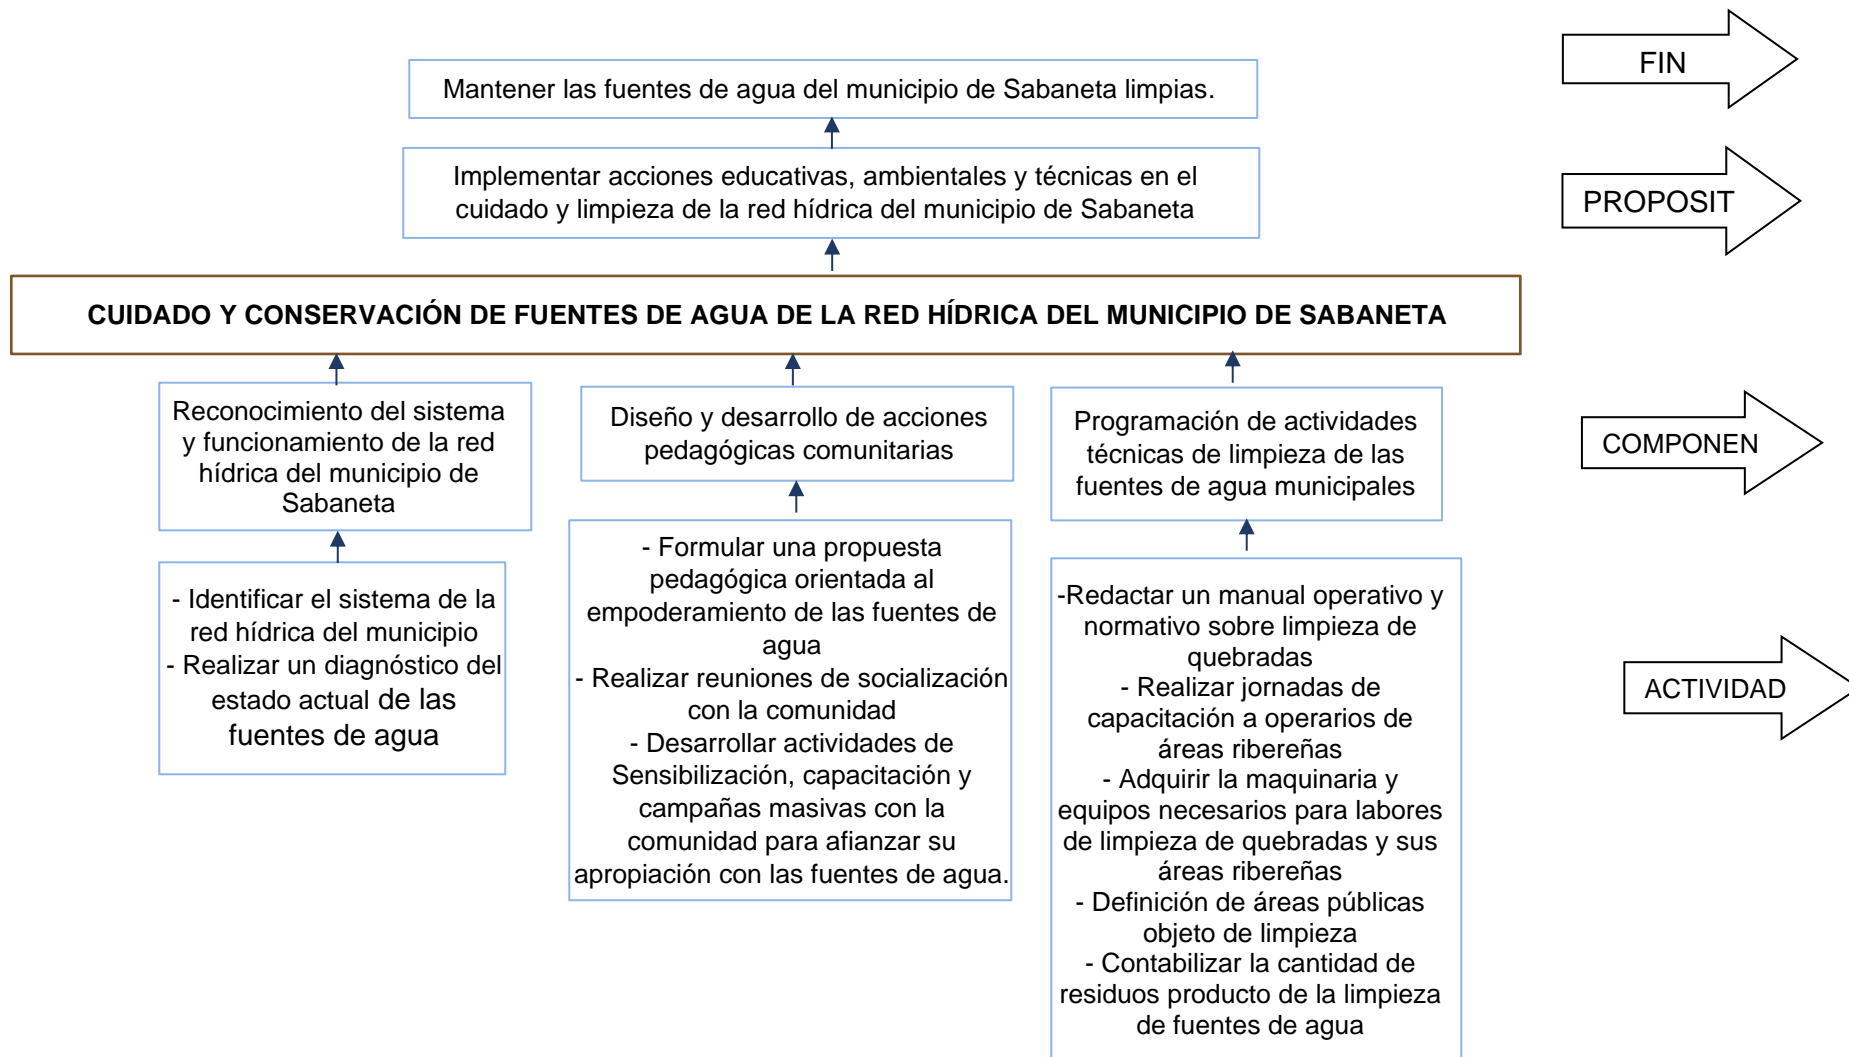 FIN
Mantener las fuentes de agua del municipio de Sabaneta limpias.
Implementar acciones educativas, ambientales y técnicas en el
cuidado y limpieza de la red hídrica del municipio de Sabaneta
PROPOSIT
CUIDADO Y CONSERVACIÓN DE FUENTES DE AGUA DE LA RED HÍDRICA DEL MUNICIPIO DE SABANETA
Reconocimiento del sistema
y funcionamiento de la red
hídrica del municipio de
Sabaneta
Diseño y desarrollo de acciones
pedagógicas comunitarias
Programación de actividades
técnicas de limpieza de las
fuentes de agua municipales
COMPONEN
- Identificar el sistema de la
red hídrica del municipio
- Realizar un diagnóstico del
estado actual de las
fuentes de agua
- Formular una propuesta
pedagógica orientada al
empoderamiento de las fuentes de
agua
- Realizar reuniones de socialización
con la comunidad
- Desarrollar actividades de
Sensibilización, capacitación y
campañas masivas con la
comunidad para afianzar su
apropiación con las fuentes de agua.
-Redactar un manual operativo y
normativo sobre limpieza de
quebradas
- Realizar jornadas de
capacitación a operarios de
áreas ribereñas
- Adquirir la maquinaria y
equipos necesarios para labores
de limpieza de quebradas y sus
áreas ribereñas
- Definición de áreas públicas
objeto de limpieza
- Contabilizar la cantidad de
residuos producto de la limpieza
de fuentes de agua
ACTIVIDAD